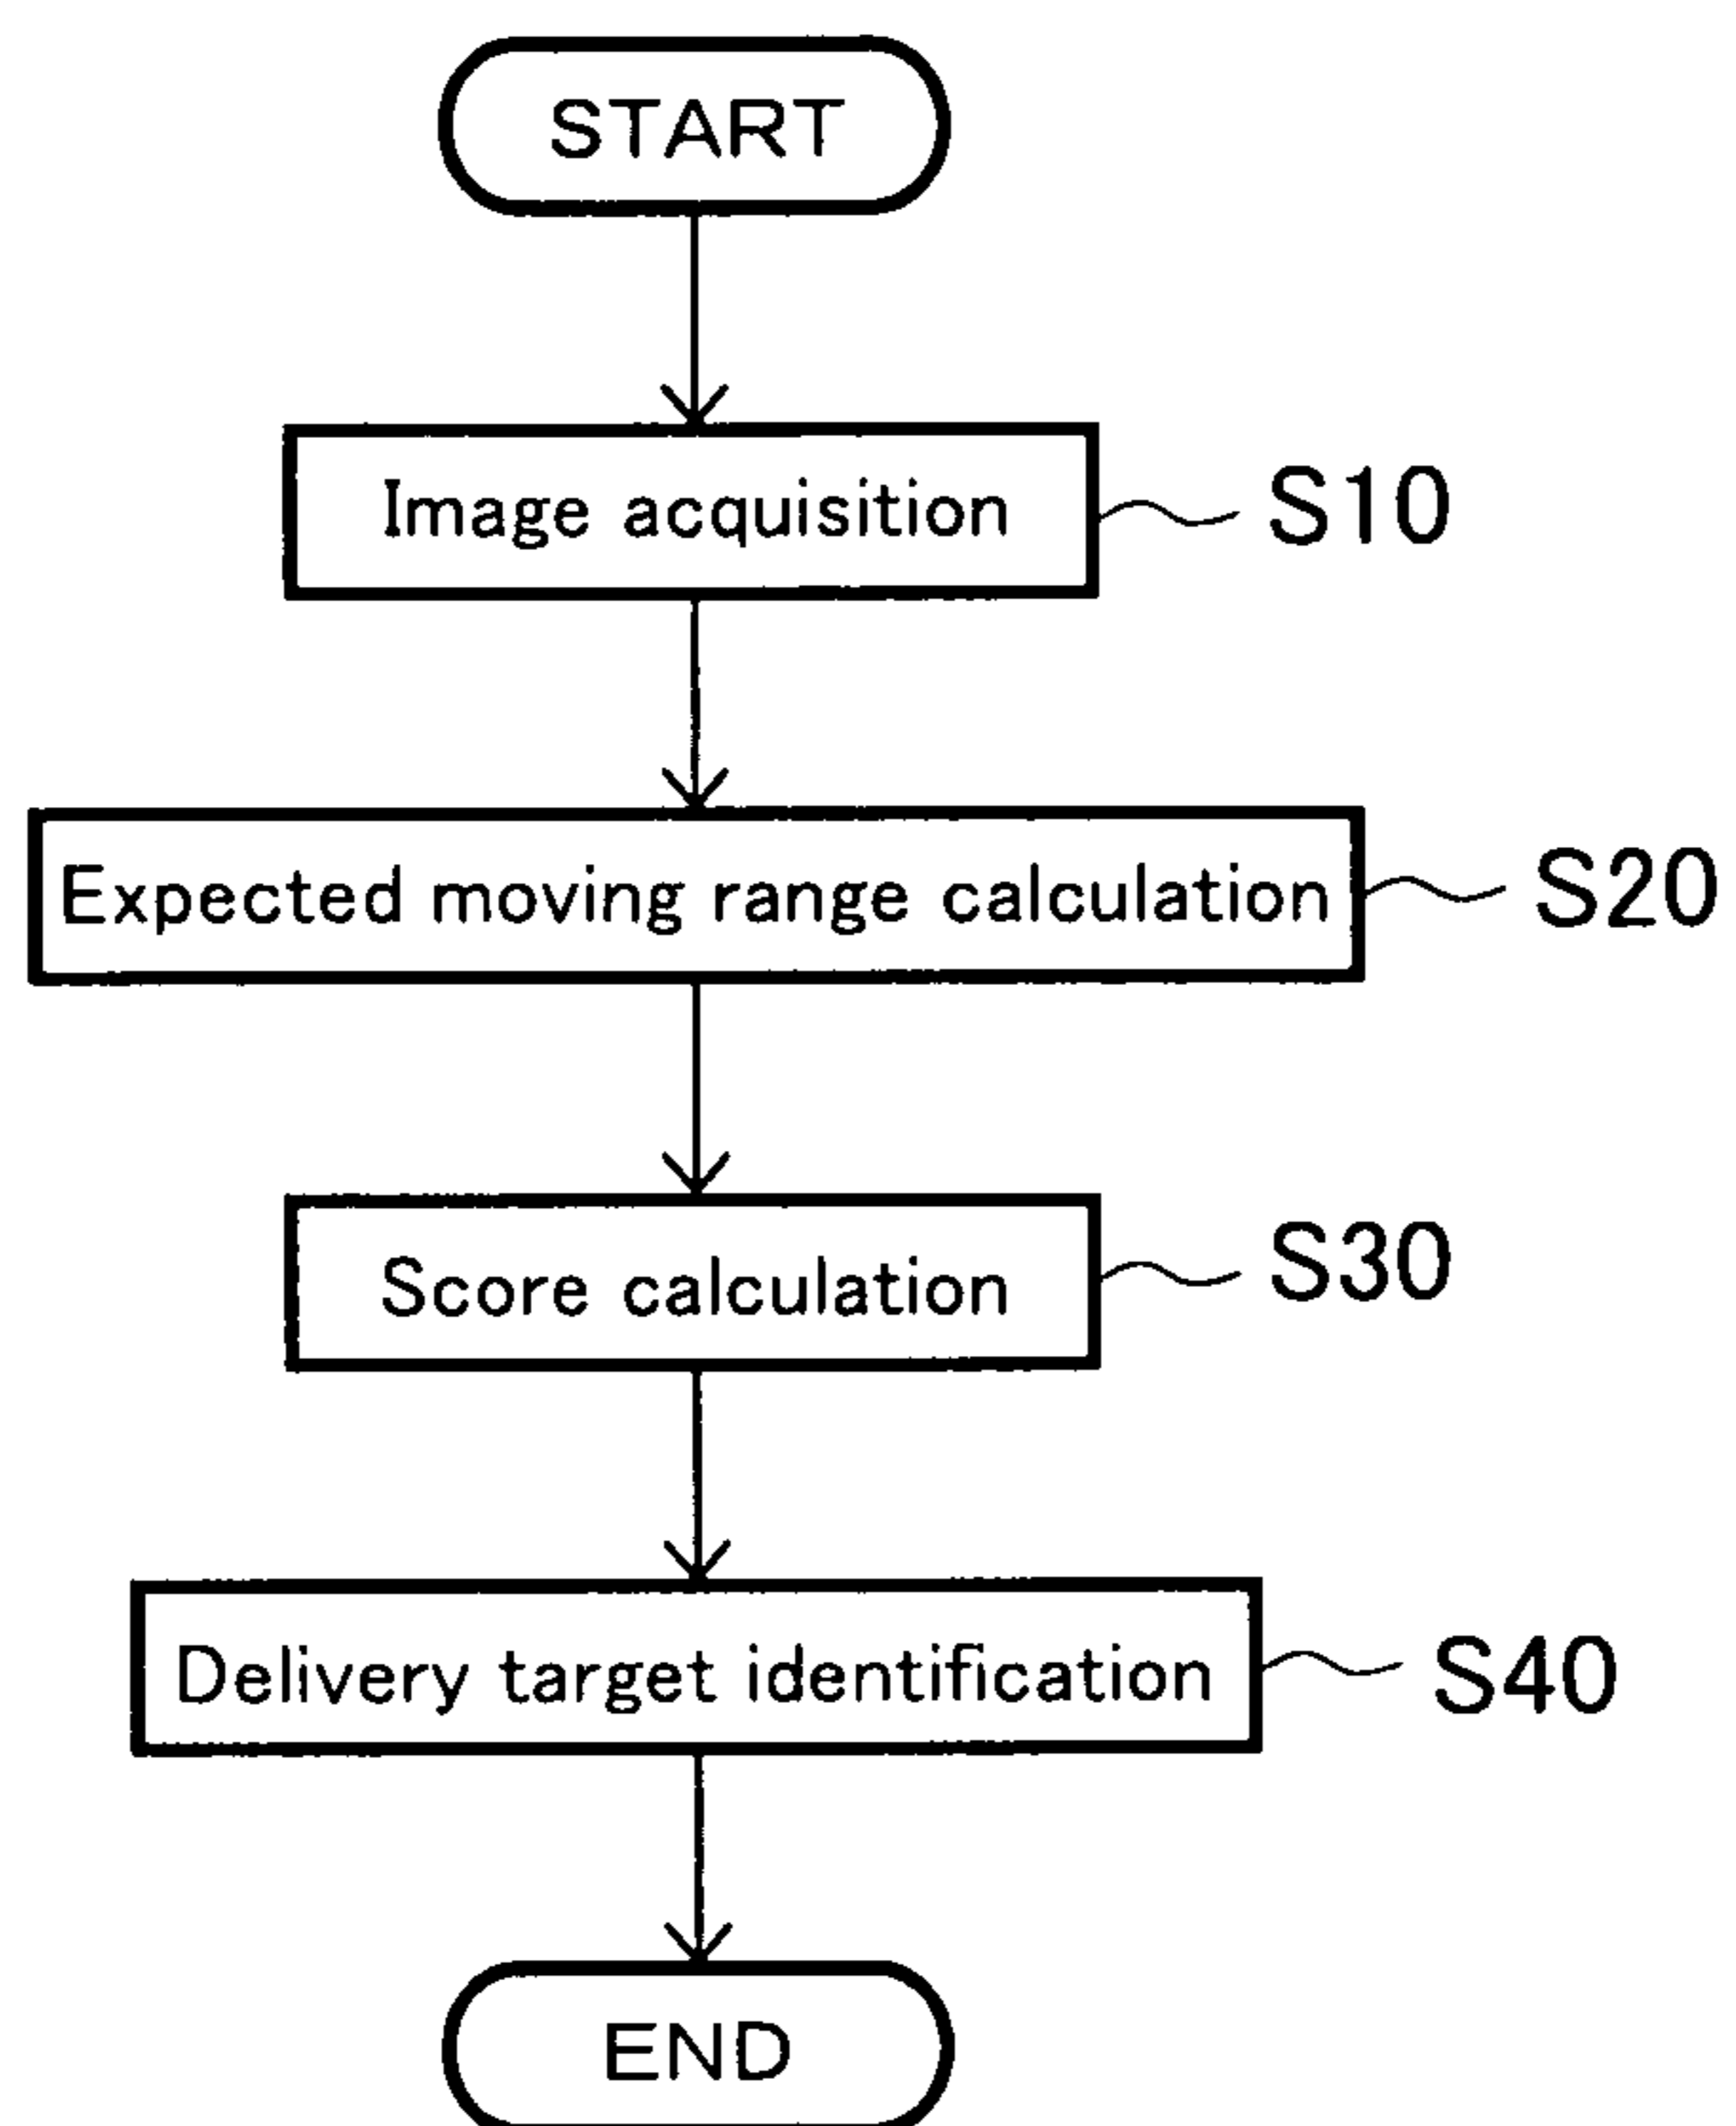 START
Image acquisition
S10
Expected moving range calculation
S20
Score calculation
S30
Delivery target identification
S40
END